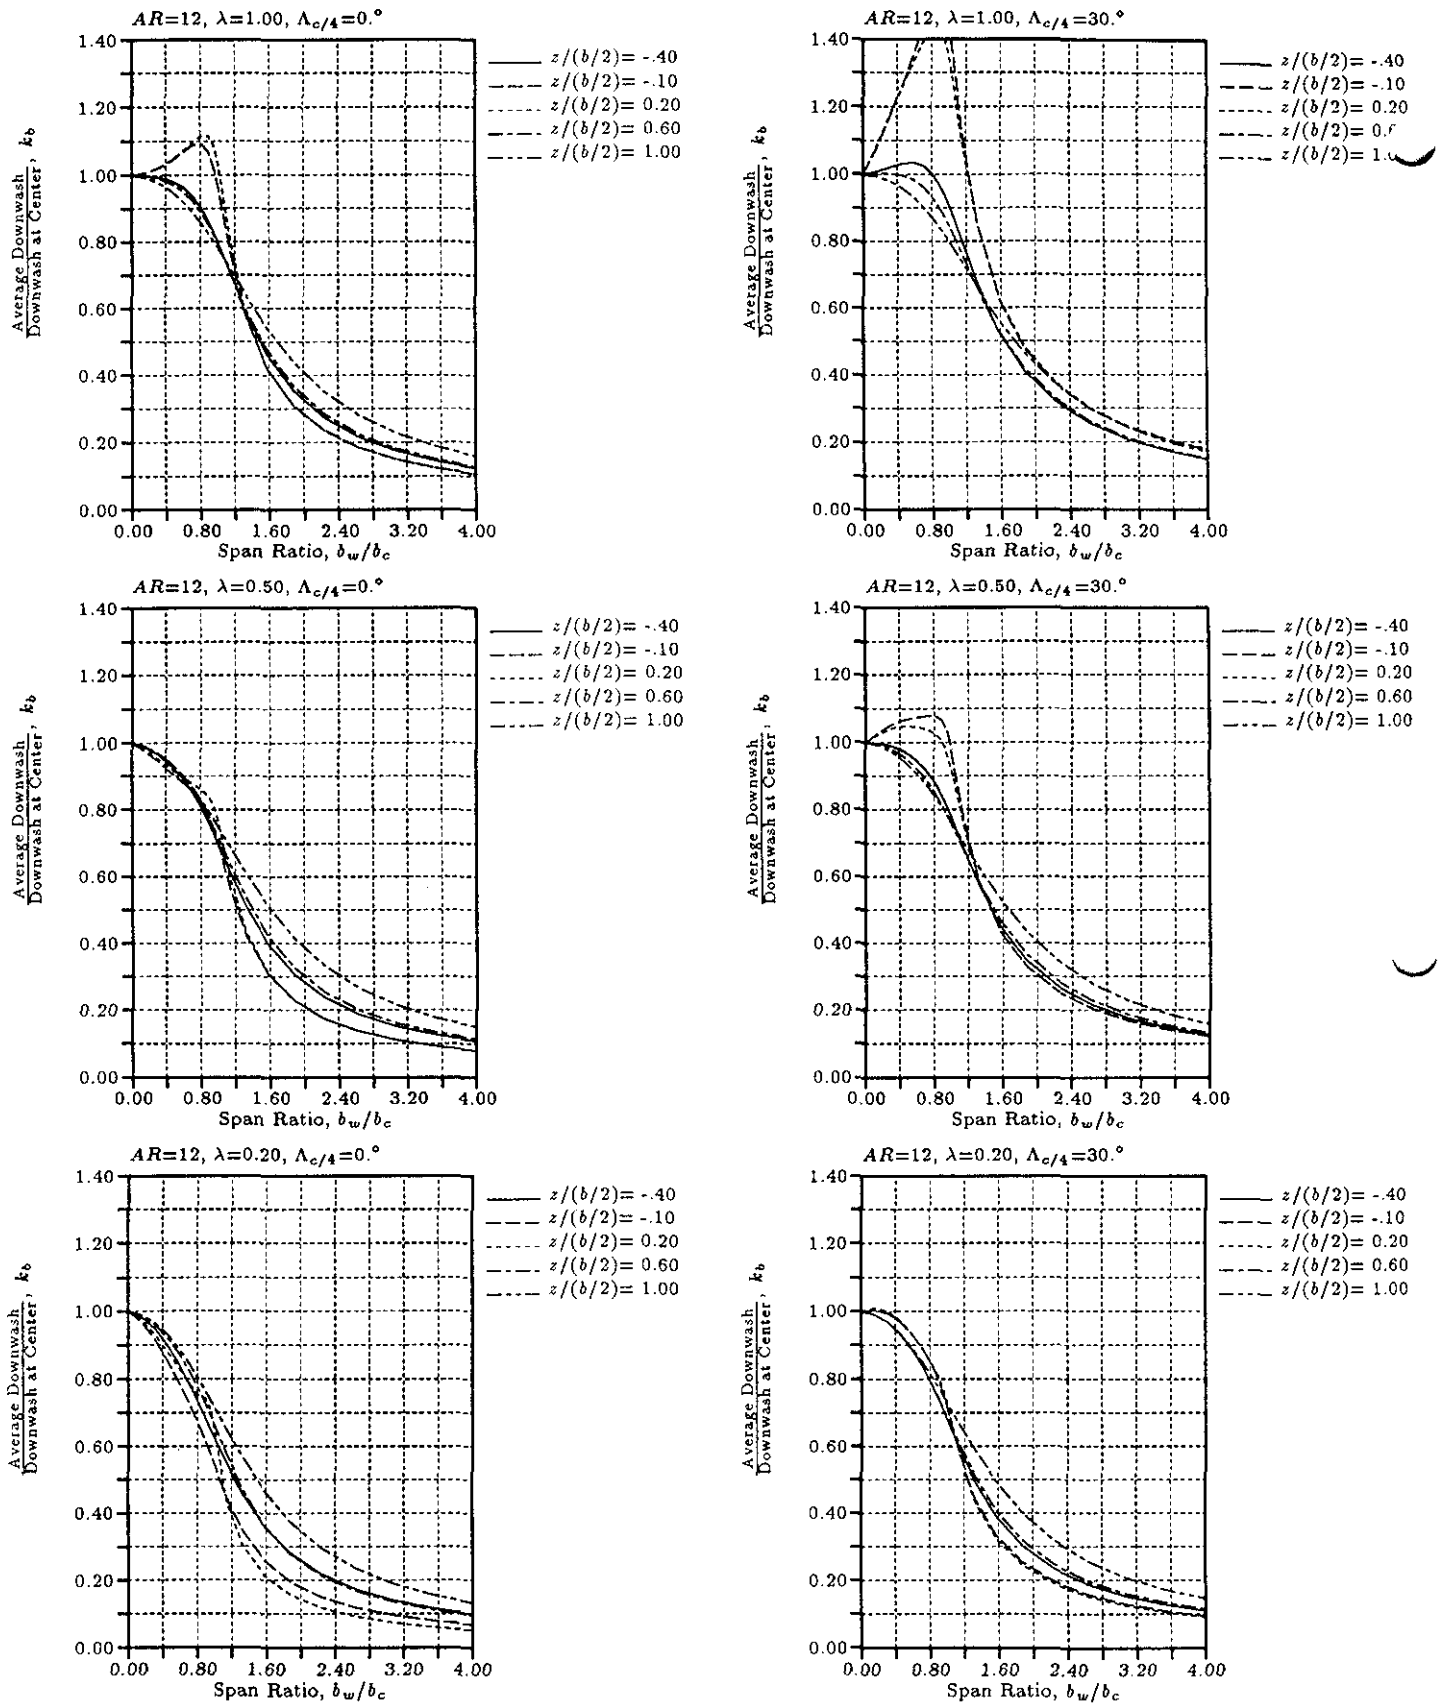 AR=12, λ=1.00, Λc/4=0.°
1.40
1.20
1.00
0.80
0.60
0.40
0.20
0.00
0.00 0.80 1.60 2.40 3.20 4.00
Span Ratio, bw/bc
Average Downwash
Downwash at Center, kb
z/(b/2)= -.40
z/(b/2)= -.10
z/(b/2)= 0.20
z/(b/2)= 0.60
z/(b/2)= 1.00
AR=12, λ=1.00, Λc/4=30.°
1.40
1.20
1.00
0.80
0.60
0.40
0.20
0.00
0.00 0.80 1.60 2.40 3.20 4.00
Span Ratio, bw/bc
Average Downwash
Downwash at Center, kb
z/(b/2)= -.40
z/(b/2)= -.10
z/(b/2)= 0.20
z/(b/2)=
z/(b/2)=
AR=12, λ=0.50, Λc/4=0.°
1.40
1.20
1.00
0.80
0.60
0.40
0.20
0.00
0.00 0.80 1.60 2.40 3.20 4.00
Span Ratio, bw/bc
Average Downwash
Downwash at Center, kb
z/(b/2)= -.40
z/(b/2)= -.10
z/(b/2)= 0.20
z/(b/2)= 0.60
z/(b/2)= 1.00
AR=12, λ=0.50, Λc/4=30.°
1.40
1.20
1.00
0.80
0.60
0.40
0.20
0.00
0.00 0.80 1.60 2.40 3.20 4.00
Span Ratio, bw/bc
Average Downwash
Downwash at Center, kb
z/(b/2)= -.40
z/(b/2)= -.10
z/(b/2)= 0.20
z/(b/2)= 0.60
z/(b/2)= 1.00
AR=12, λ=0.20, Λc/4=0.°
1.40
1.20
1.00
0.80
0.60
0.40
0.20
0.00
0.00 0.80 1.60 2.40 3.20 4.00
Span Ratio, bw/bc
Average Downwash
Downwash at Center, kb
z/(b/2)= -.40
z/(b/2)= -.10
z/(b/2)= 0.20
z/(b/2)= 0.60
z/(b/2)= 1.00
AR=12, λ=0.20, Λc/4=30.°
1.40
1.20
1.00
0.80
0.60
0.40
0.20
0.00
0.00 0.80 1.60 2.40 3.20 4.00
Span Ratio, bw/bc
Average Downwash
Downwash at Center, kb
z/(b/2)= -.40
z/(b/2)= -.10
z/(b/2)= 0.20
z/(b/2)= 0.60
z/(b/2)= 1.00